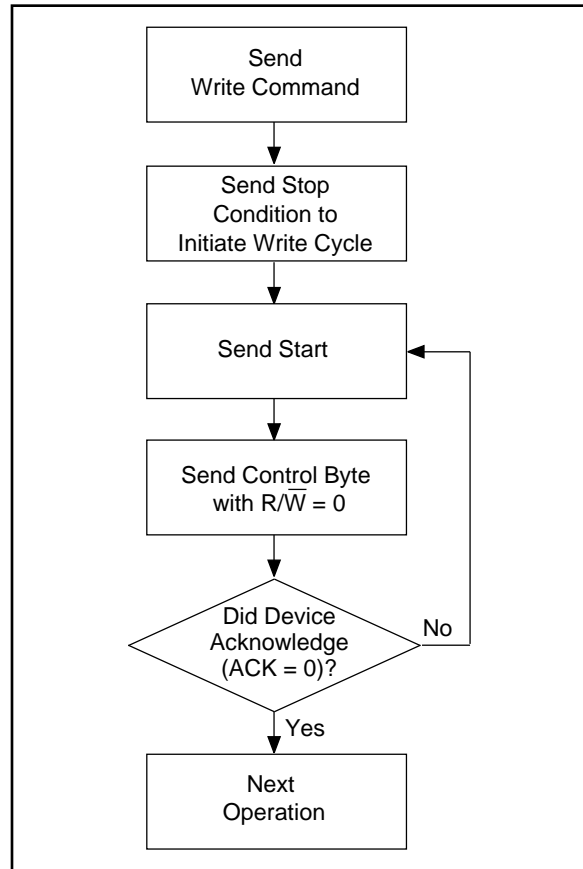 Send
Write Command
Send Stop
Condition to
Initiate Write Cycle
Send Start
Send Control Byte
with R/W̅ = 0
Did Device
Acknowledge
(ACK = 0)?
No
Yes
Next
Operation